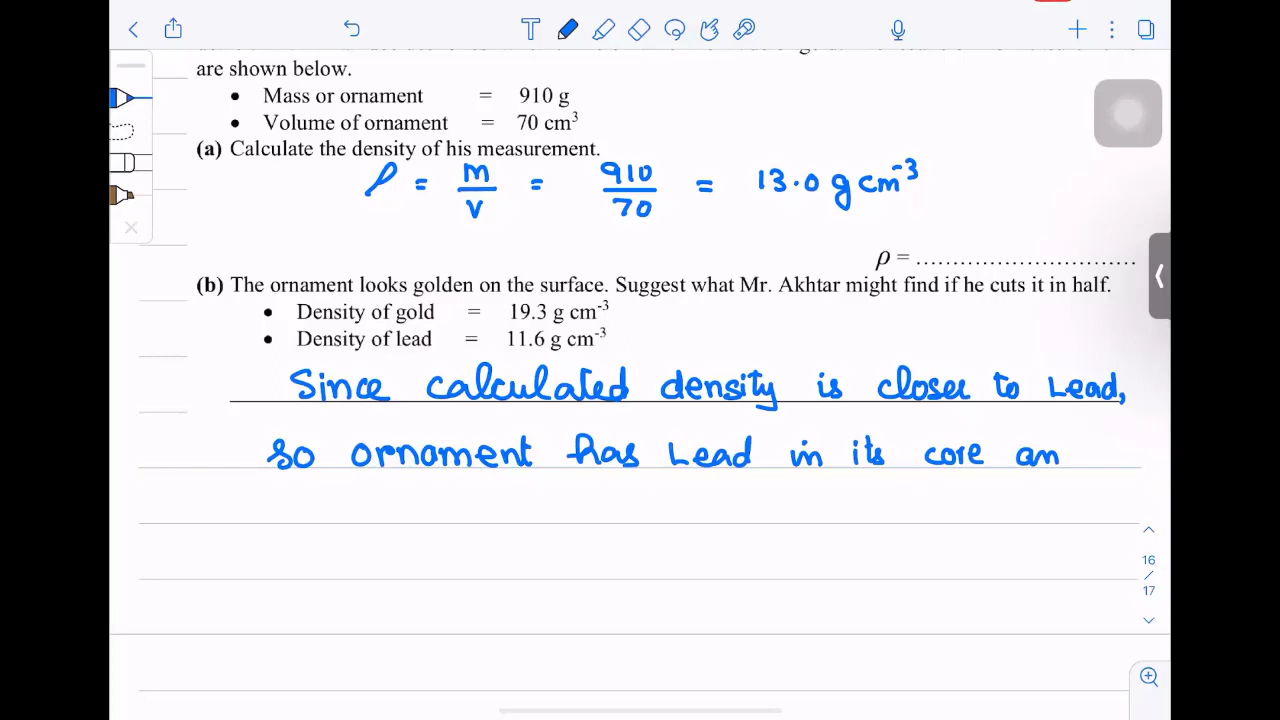 are shown below.
• Mass or ornament = 910 g
• Volume of ornament = 70 cm³
(a) Calculate the density of his measurement.
ρ = m/v = 910/70 = 13.0 g cm⁻³
ρ = ................................
(b) The ornament looks golden on the surface. Suggest what Mr. Akhtar might find if he cuts it in half.
• Density of gold = 19.3 g cm⁻³
• Density of lead = 11.6 g cm⁻³
Since calculated density is closer to Lead,
so ornament has Lead in its core an
16
/
17